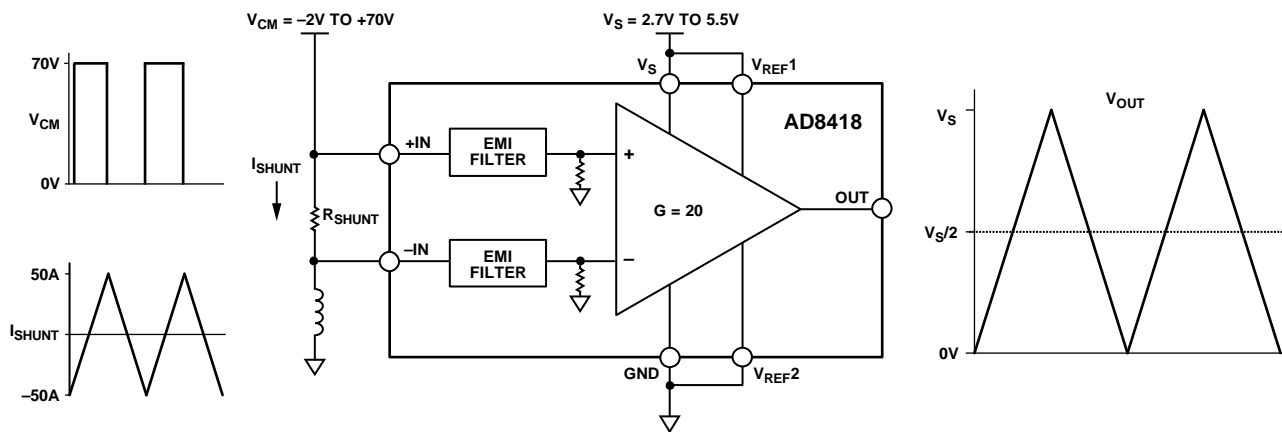 V_CM = –2V TO +70V
V_S = 2.7V TO 5.5V
70V
V_CM
0V
V_S
V_REF1
AD8418
+IN
EMI
FILTER
+
I_SHUNT
R_SHUNT
G = 20
OUT
–IN
EMI
FILTER
–
50A
I_SHUNT
–50A
GND
V_REF2
V_OUT
V_S
V_S/2
0V